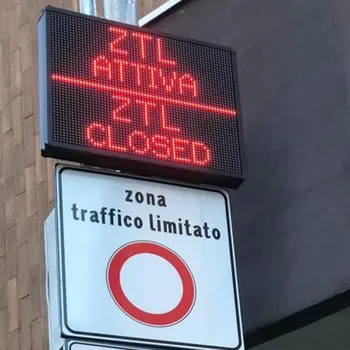 ZTL
ATTIVA
ZTL
CLOSED
zona
traffico limitato